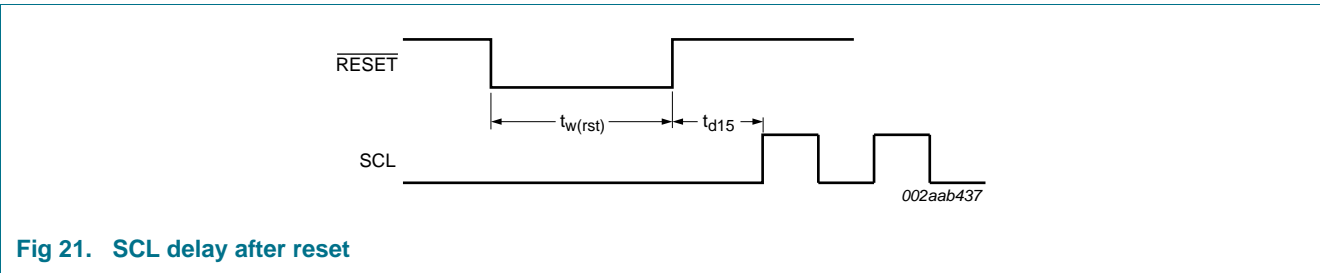 RESET
tw(rst)
td15
SCL
002aab437
Fig 21. SCL delay after reset